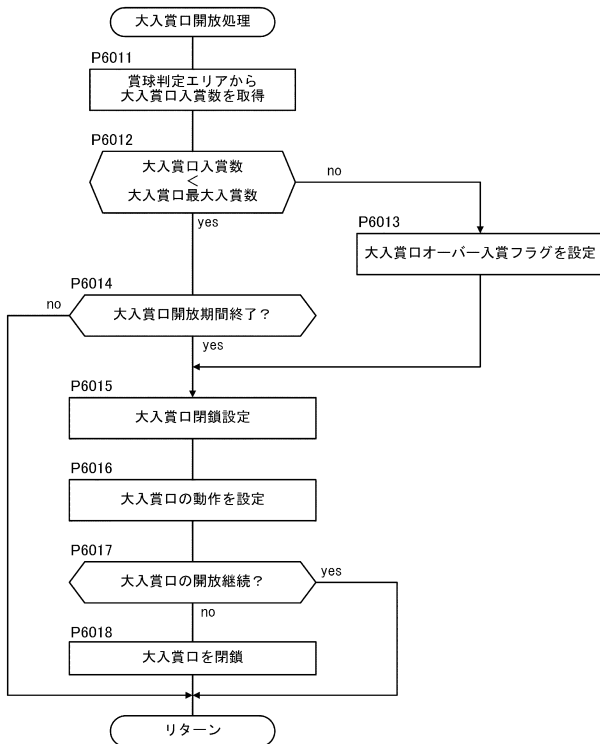 大入賞口開放処理
P6011
賞球判定エリアから
大入賞口入賞数を取得
P6012
大入賞口入賞数
<
大入賞口最大入賞数
no
yes
P6013
大入賞口オーバー入賞フラグを設定
P6014
no
大入賞口開放期間終了？
yes
P6015
大入賞口閉鎖設定
P6016
大入賞口の動作を設定
P6017
大入賞口の開放継続？
yes
no
P6018
大入賞口を閉鎖
リターン